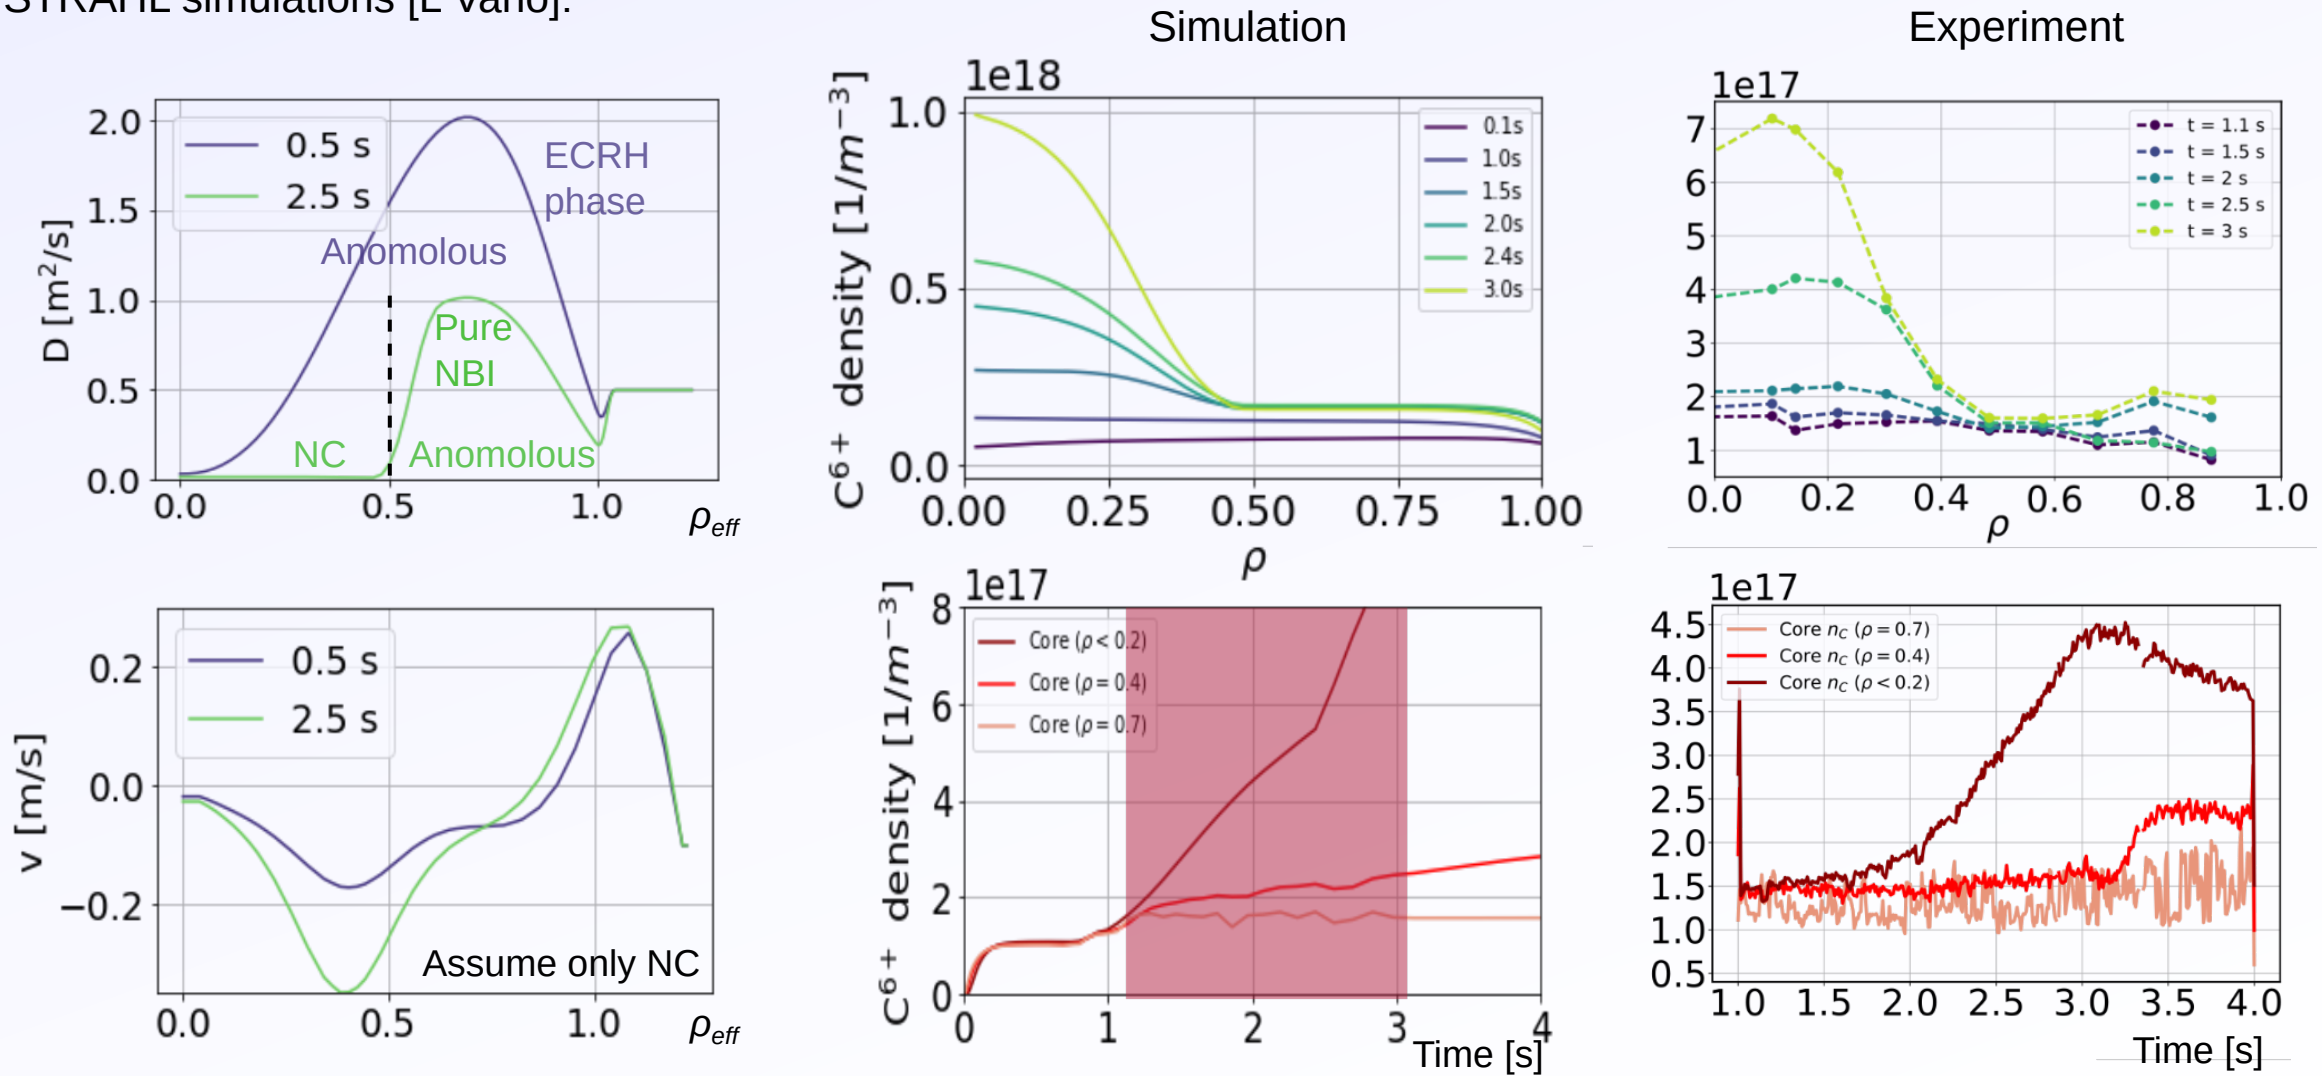 STRAHL simulations [L Vano].
Simulation
Experiment
D [m²/s]
2.0
1.5
1.0
0.5
0.0
0.5 s
2.5 s
ECRH
phase
Anomolous
Pure
NBI
NC
Anomolous
0.0 0.5 1.0
ρeff
1e18
C⁶⁺ density [1/m⁻³]
1.0
0.5
0.0
0.1s
1.0s
1.5s
2.0s
2.4s
3.0s
0.00 0.25 0.50 0.75 1.00
ρ
1e17
7
6
5
4
3
2
1
t = 1.1 s
t = 1.5 s
t = 2 s
t = 2.5 s
t = 3 s
0.0 0.2 0.4 0.6 0.8 1.0
ρ
v [m/s]
0.2
0.0
−0.2
0.5 s
2.5 s
Assume only NC
0.0 0.5 1.0
ρeff
1e17
C⁶⁺ density [1/m⁻³]
8
6
4
2
0
Core (ρ < 0.2)
Core (ρ = 0.4)
Core (ρ = 0.7)
0 1 2 3 4
Time [s]
1e17
4.5
4.0
3.5
3.0
2.5
2.0
1.5
1.0
0.5
Core nC (ρ = 0.7)
Core nC (ρ = 0.4)
Core nC (ρ < 0.2)
1.0 1.5 2.0 2.5 3.0 3.5 4.0
Time [s]